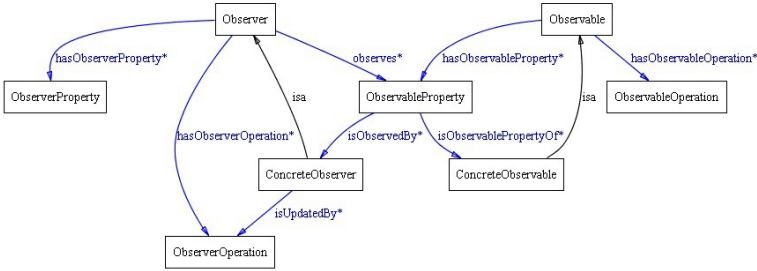 Observer
Observable
hasObserverProperty*
observes*
hasObservableProperty*
hasObservableOperation*
ObserverProperty
isa
ObservableProperty
isa
ObservableOperation
hasObserverOperation*
isObservedBy*
isObservablePropertyOf*
ConcreteObserver
ConcreteObservable
isUpdatedBy*
ObserverOperation